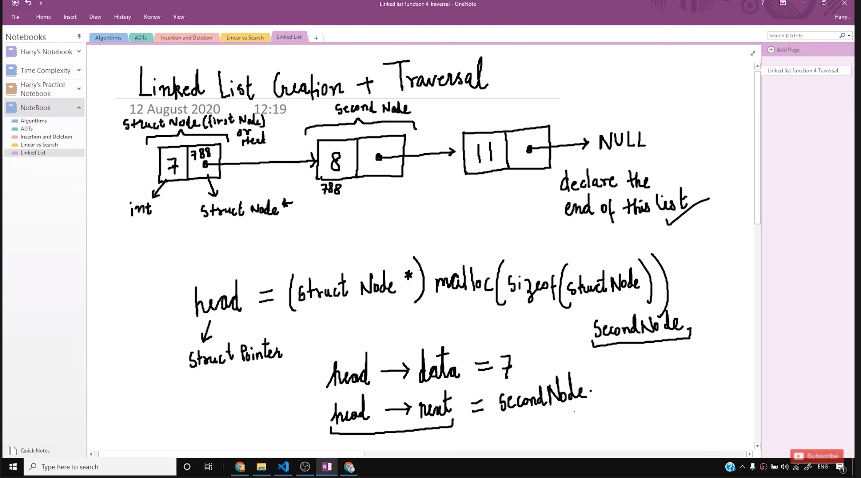 Linked list function 4 Traversal - OneNote
File Home Insert Draw History Review View
Harry .
Notebooks
Algorithms ADTs Insertion and Deletion Linear vs Search Linked List +
Search (Ctrl+E)
Harry's Notebook
Time Complexity
Harry's Practice Notebook
NoteBook
Algorithms
ADTs
Insertion and Deletion
Linear vs Search
Linked List
Quick Notes
Add Page
Linked list function 4 Traversal
Linked List Creation + Traversal
12 August 2020 12:19
Struct Node (first Node)
or
Head
Second Node
7 788
8
788
11
NULL
int
Struct Node *
declare the
end of this list
head = (struct Node *) malloc(sizeof(structNode))
Struct Pointer
SecondNode,
head → data = 7
head → next = secondNode.
Subscribe
Type here to search
ENG